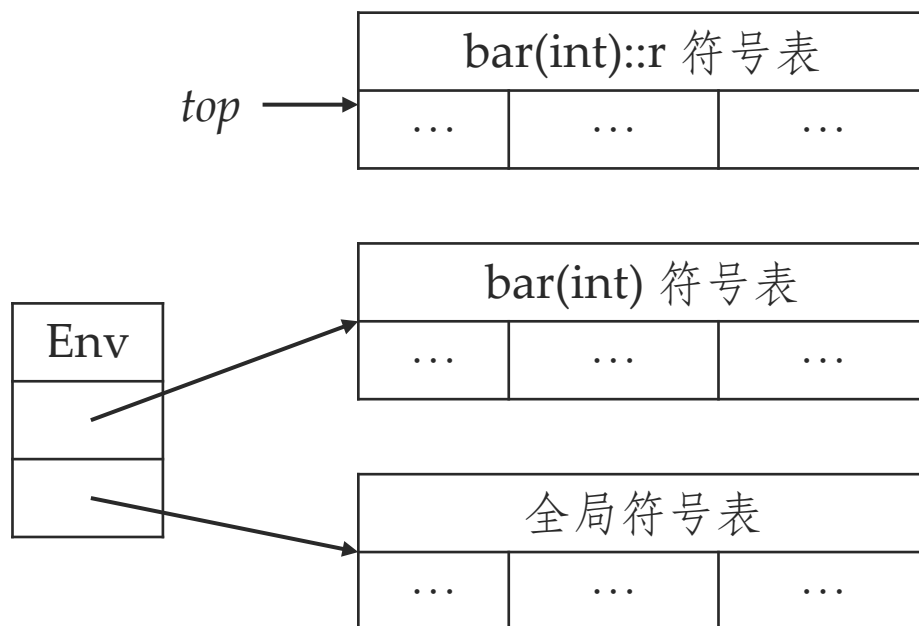 bar(int)::r 符号表
top
… … …
bar(int) 符号表
… … …
Env
全局符号表
… … …